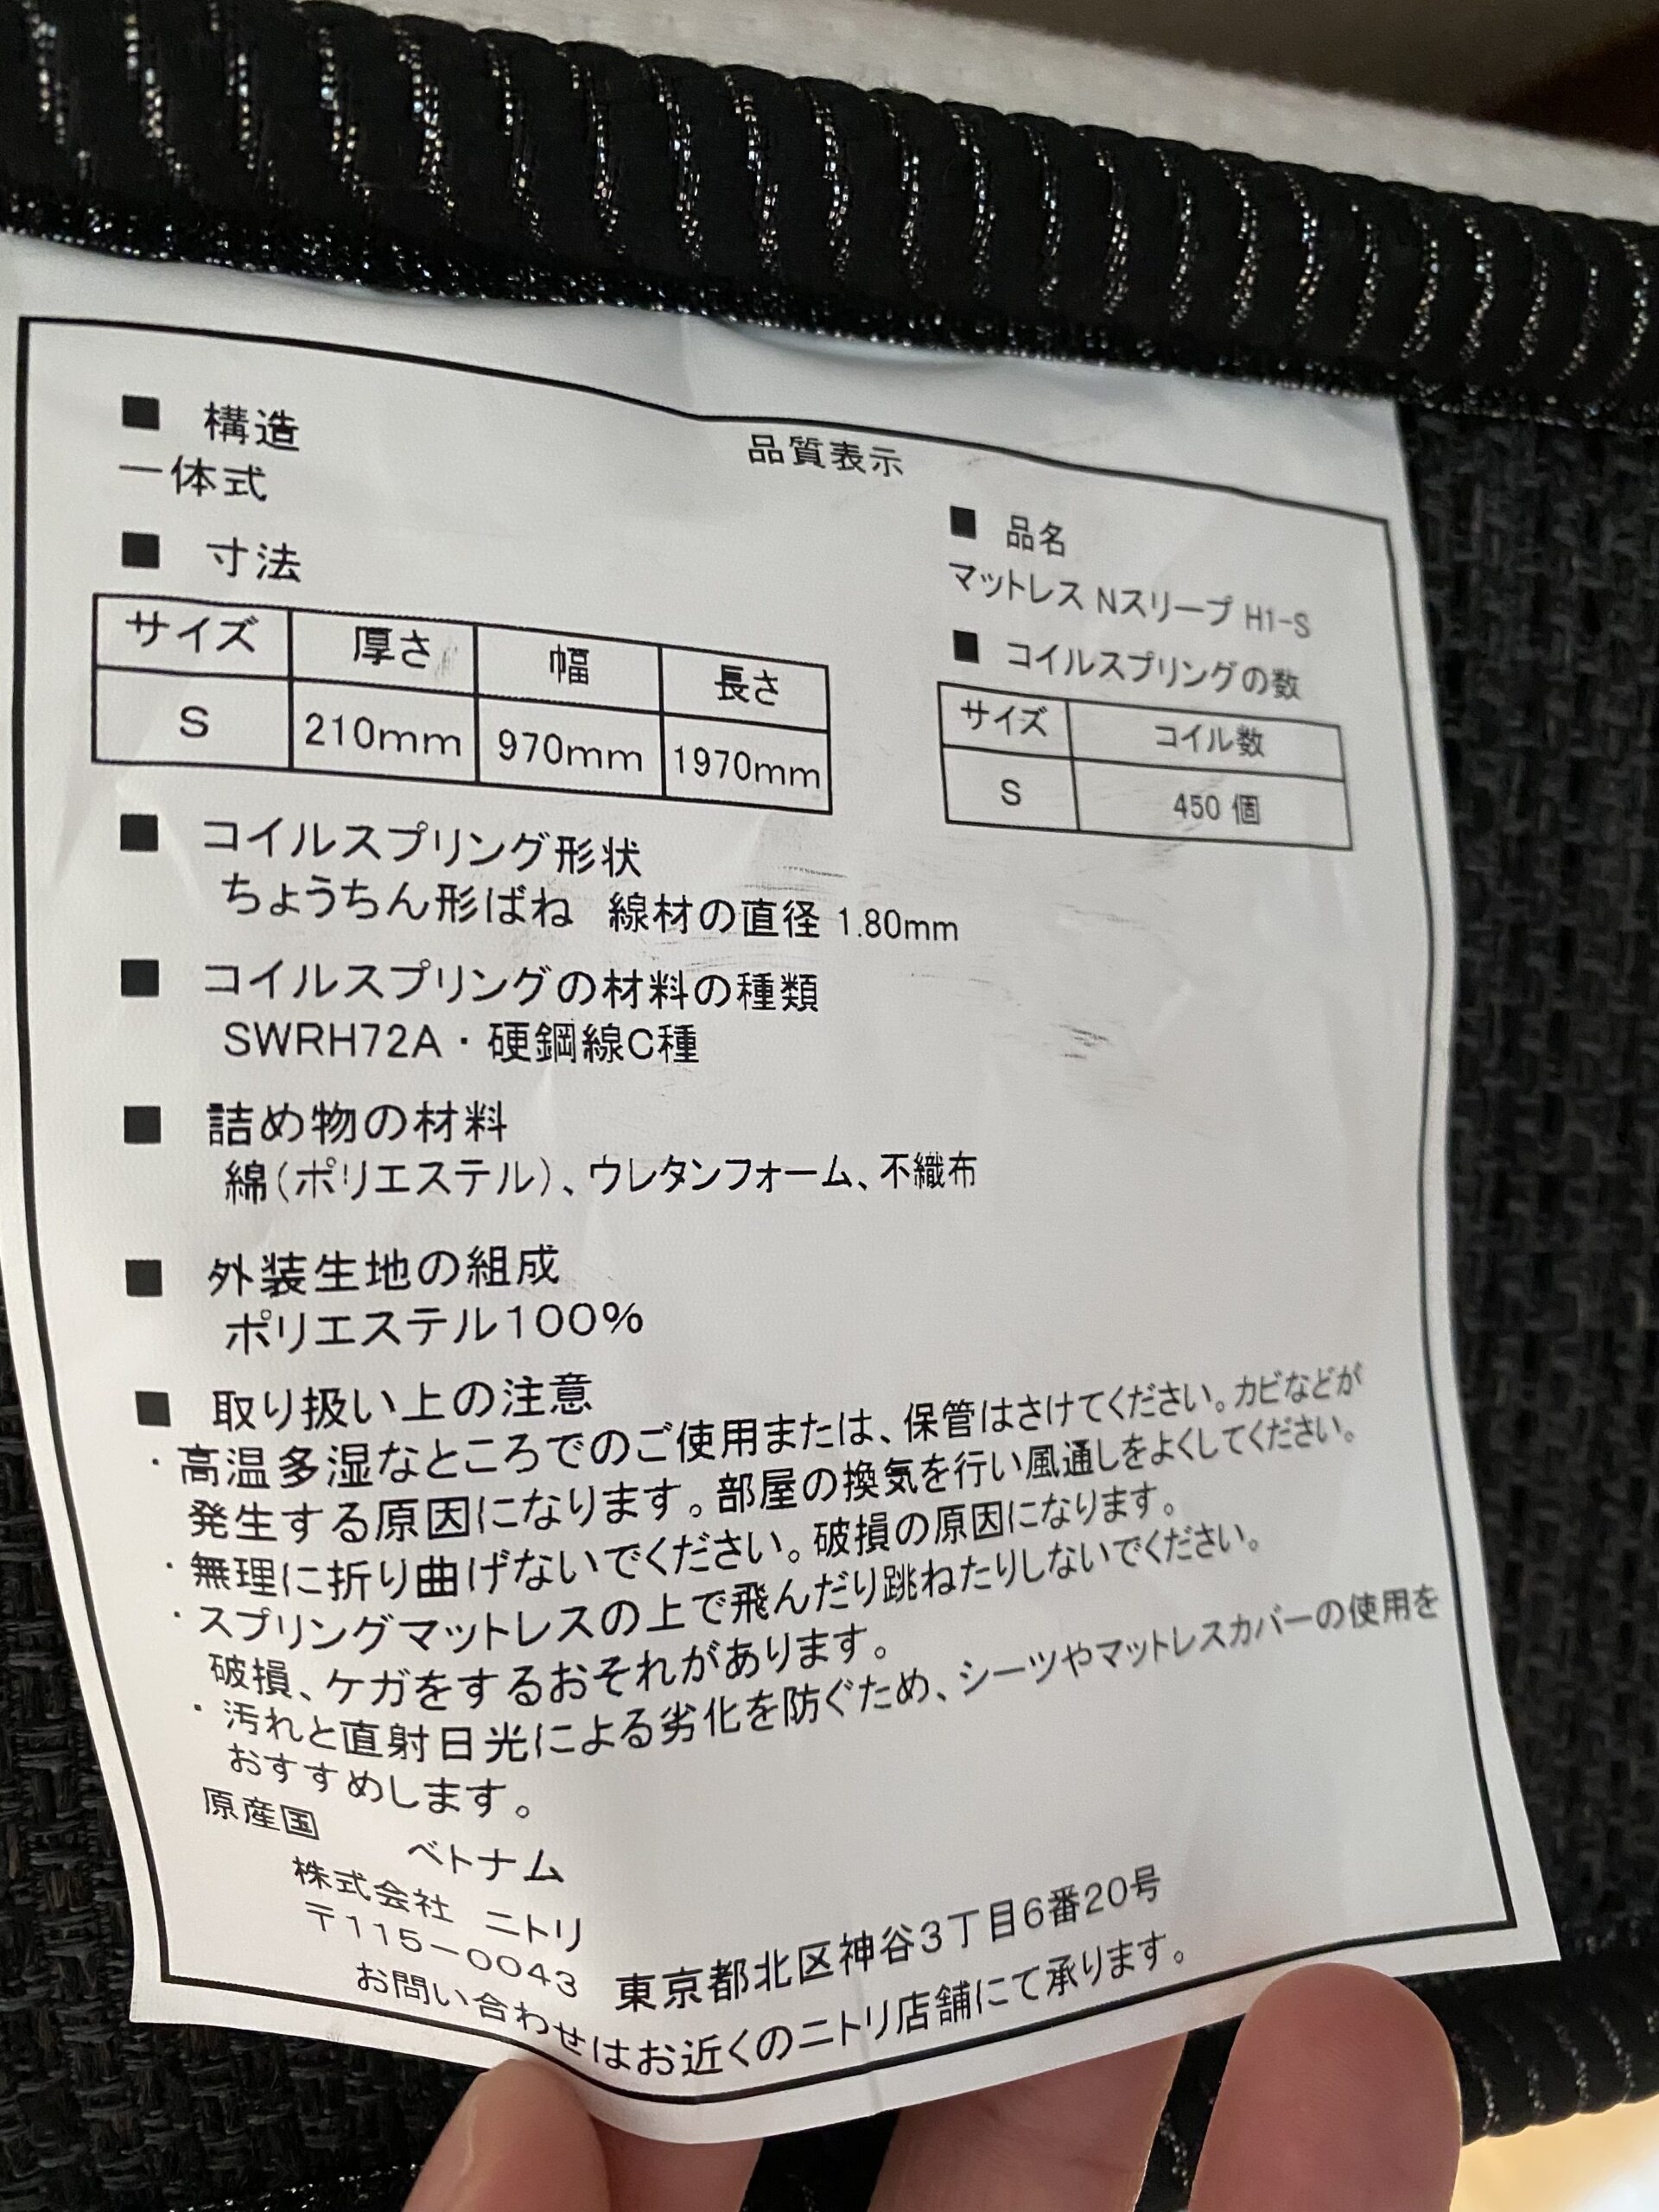 品質表示
■ 構造
一体式
■ 寸法
サイズ 厚さ 幅 長さ
S 210mm 970mm 1970mm
■ 品名
マットレス Nスリープ H1-S
■ コイルスプリングの数
サイズ コイル数
S 450 個
■ コイルスプリング形状
ちょうちん形ばね 線材の直径 1.80mm
■ コイルスプリングの材料の種類
SWRH72A・硬鋼線C種
■ 詰め物の材料
綿(ポリエステル)、ウレタンフォーム、不織布
■ 外装生地の組成
ポリエステル100%
■ 取り扱い上の注意
・高温多湿なところでのご使用または、保管はさけてください。カビなどが
発生する原因になります。部屋の換気を行い風通しをよくしてください。
・無理に折り曲げないでください。破損の原因になります。
・スプリングマットレスの上で飛んだり跳ねたりしないでください。
破損、ケガをするおそれがあります。
・汚れと直射日光による劣化を防ぐため、シーツやマットレスカバーの使用を
おすすめします。
原産国 ベトナム
株式会社 ニトリ
〒115-0043 東京都北区神谷3丁目6番20号
お問い合わせはお近くのニトリ店舗にて承ります。